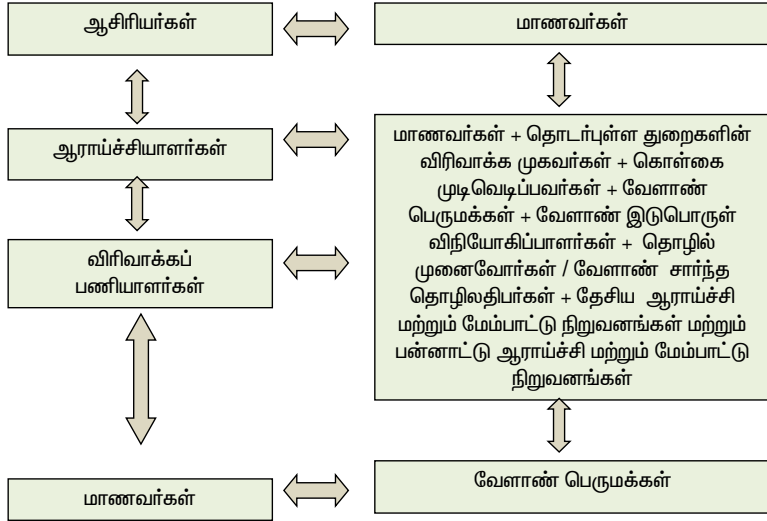 ஆசிரியர்கள்
மாணவர்கள்
ஆராய்ச்சியாளர்கள்
மாணவர்கள் + தொடர்புள்ள துறைகளின்
விரிவாக்க முகவர்கள் + கொள்கை
முடிவெடிப்பவர்கள் + வேளாண்
பெருமக்கள் + வேளாண் இடுபொருள்
விநியோகிப்பாளர்கள் + தொழில்
முனைவோர்கள் / வேளாண் சார்ந்த
தொழிலதிபர்கள் + தேசிய ஆராய்ச்சி
மற்றும் மேம்பாட்டு நிறுவனங்கள் மற்றும்
பன்னாட்டு ஆராய்ச்சி மற்றும் மேம்பாட்டு
நிறுவனங்கள்
விரிவாக்கப்
பணியாளர்கள்
மாணவர்கள்
வேளாண் பெருமக்கள்